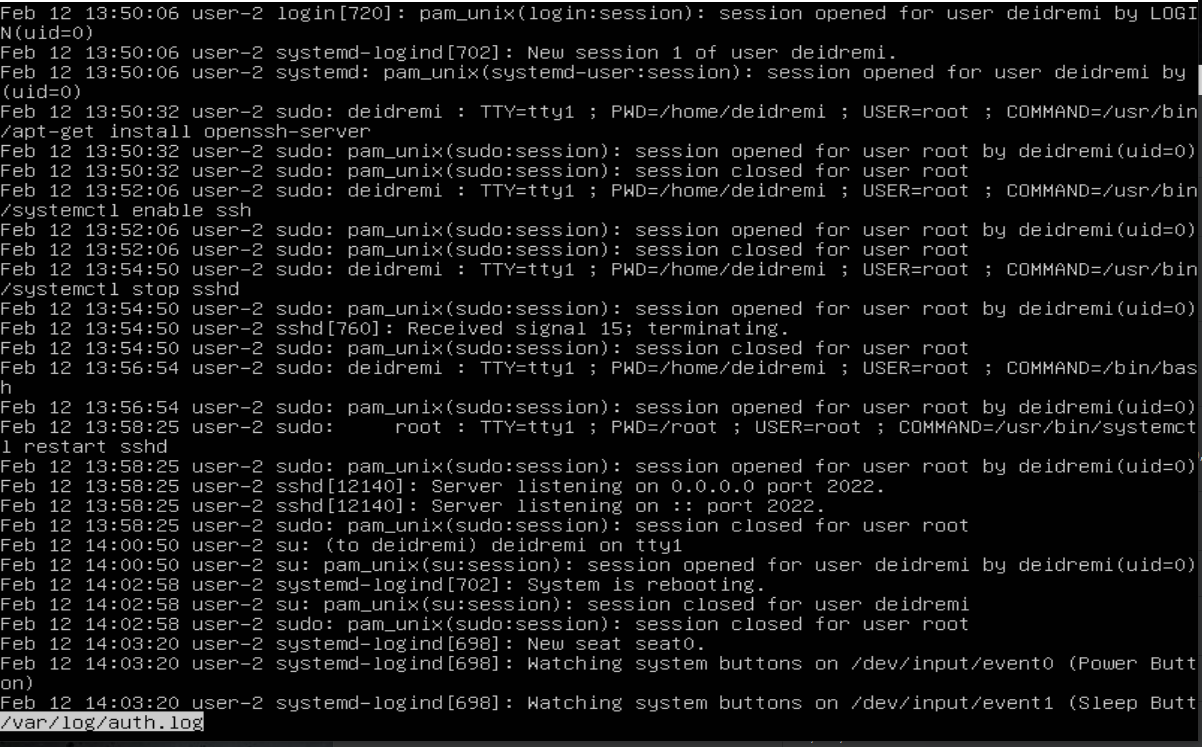 Feb 12 13:50:06 user-2 login[720]: pam_unix(login:session): session opened for user deidremi by LOGI
N(uid=0)
Feb 12 13:50:06 user-2 systemd-logind[702]: New session 1 of user deidremi.
Feb 12 13:50:06 user-2 systemd: pam_unix(systemd-user:session): session opened for user deidremi by
(uid=0)
Feb 12 13:50:32 user-2 sudo: deidremi : TTY=tty1 ; PWD=/home/deidremi ; USER=root ; COMMAND=/usr/bin
/apt-get install openssh-server
Feb 12 13:50:32 user-2 sudo: pam_unix(sudo:session): session opened for user root by deidremi(uid=0)
Feb 12 13:50:32 user-2 sudo: pam_unix(sudo:session): session closed for user root
Feb 12 13:52:06 user-2 sudo: deidremi : TTY=tty1 ; PWD=/home/deidremi ; USER=root ; COMMAND=/usr/bin
/systemctl enable ssh
Feb 12 13:52:06 user-2 sudo: pam_unix(sudo:session): session opened for user root by deidremi(uid=0)
Feb 12 13:52:06 user-2 sudo: pam_unix(sudo:session): session closed for user root
Feb 12 13:54:50 user-2 sudo: deidremi : TTY=tty1 ; PWD=/home/deidremi ; USER=root ; COMMAND=/usr/bin
/systemctl stop sshd
Feb 12 13:54:50 user-2 sudo: pam_unix(sudo:session): session opened for user root by deidremi(uid=0)
Feb 12 13:54:50 user-2 sshd[760]: Received signal 15; terminating.
Feb 12 13:54:50 user-2 sudo: pam_unix(sudo:session): session closed for user root
Feb 12 13:56:54 user-2 sudo: deidremi : TTY=tty1 ; PWD=/home/deidremi ; USER=root ; COMMAND=/bin/bas
h
Feb 12 13:56:54 user-2 sudo: pam_unix(sudo:session): session opened for user root by deidremi(uid=0)
Feb 12 13:58:25 user-2 sudo:     root : TTY=tty1 ; PWD=/root ; USER=root ; COMMAND=/usr/bin/systemct
l restart sshd
Feb 12 13:58:25 user-2 sudo: pam_unix(sudo:session): session opened for user root by deidremi(uid=0)
Feb 12 13:58:25 user-2 sshd[12140]: Server listening on 0.0.0.0 port 2022.
Feb 12 13:58:25 user-2 sshd[12140]: Server listening on :: port 2022.
Feb 12 13:58:25 user-2 sudo: pam_unix(sudo:session): session closed for user root
Feb 12 14:00:50 user-2 su: (to deidremi) deidremi on tty1
Feb 12 14:00:50 user-2 su: pam_unix(su:session): session opened for user deidremi by deidremi(uid=0)
Feb 12 14:02:58 user-2 systemd-logind[702]: System is rebooting.
Feb 12 14:02:58 user-2 su: pam_unix(su:session): session closed for user deidremi
Feb 12 14:02:58 user-2 sudo: pam_unix(sudo:session): session closed for user root
Feb 12 14:03:20 user-2 systemd-logind[698]: New seat seat0.
Feb 12 14:03:20 user-2 systemd-logind[698]: Watching system buttons on /dev/input/event0 (Power Butt
on)
Feb 12 14:03:20 user-2 systemd-logind[698]: Watching system buttons on /dev/input/event1 (Sleep Butt
/var/log/auth.log